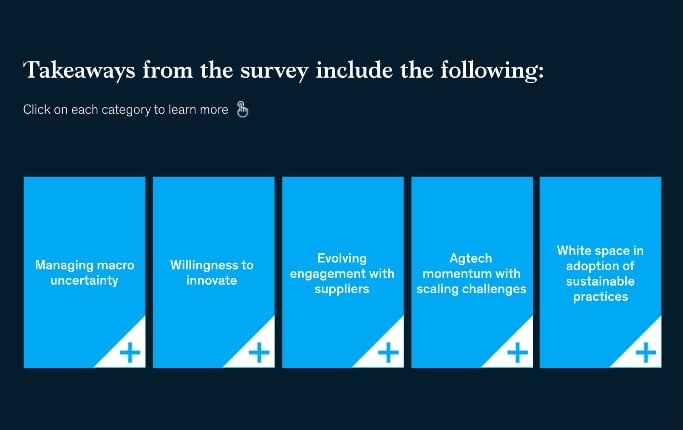 Takeaways from the survey include the following:
Click on each category to learn more
Managing macro
uncertainty
Willingness to
innovate
Evolving
engagement with
suppliers
Agtech
momentum with
scaling challenges
White space in
adoption of
sustainable
practices